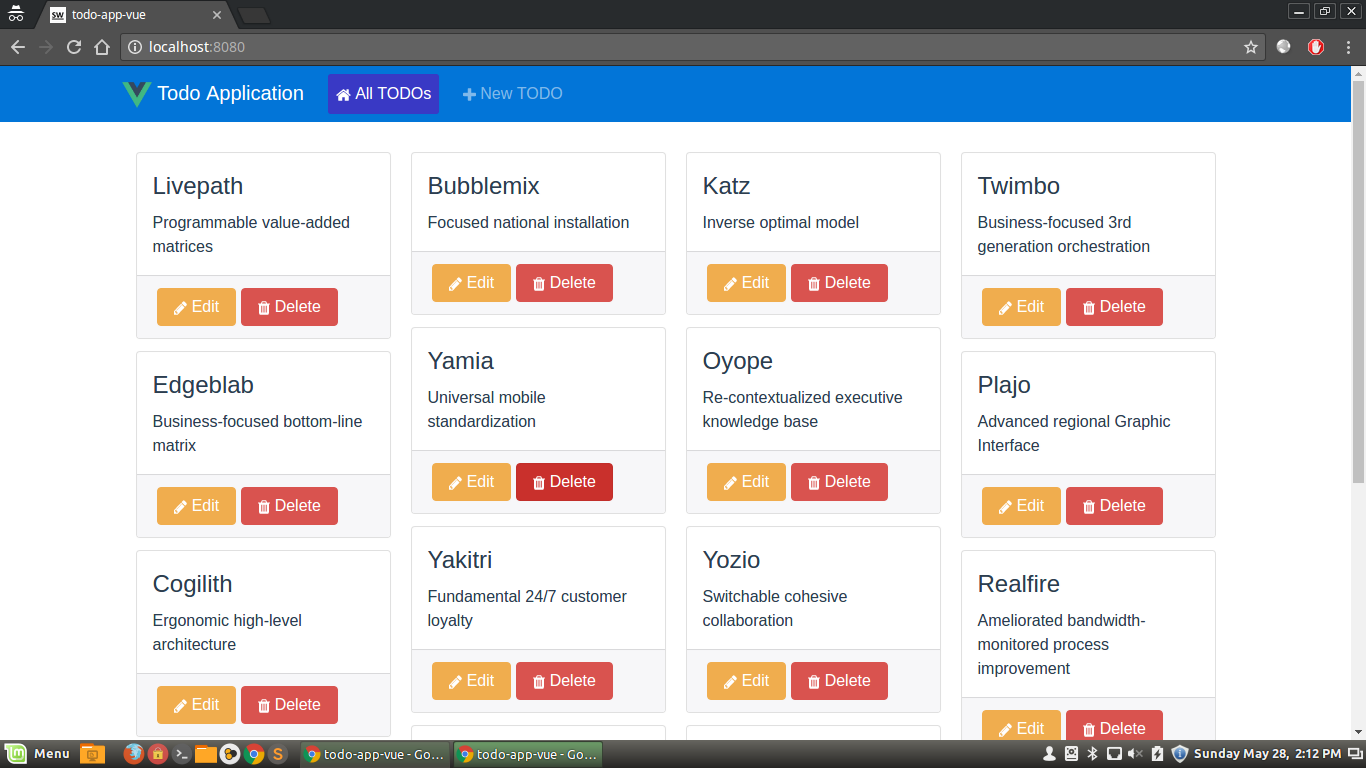 SW todo-app-vue
localhost:8080
Todo Application All TODOs New TODO
Livepath
Programmable value-added
matrices
Edit Delete
Edgeblab
Business-focused bottom-line
matrix
Edit Delete
Cogilith
Ergonomic high-level
architecture
Edit Delete
Bubblemix
Focused national installation
Edit Delete
Yamia
Universal mobile
standardization
Edit Delete
Yakitri
Fundamental 24/7 customer
loyalty
Edit Delete
Katz
Inverse optimal model
Edit Delete
Oyope
Re-contextualized executive
knowledge base
Edit Delete
Yozio
Switchable cohesive
collaboration
Edit Delete
Twimbo
Business-focused 3rd
generation orchestration
Edit Delete
Plajo
Advanced regional Graphic
Interface
Edit Delete
Realfire
Ameliorated bandwidth-
monitored process
improvement
Edit Delete
Menu todo-app-vue - Go... todo-app-vue - Go... Sunday May 28, 2:12 PM